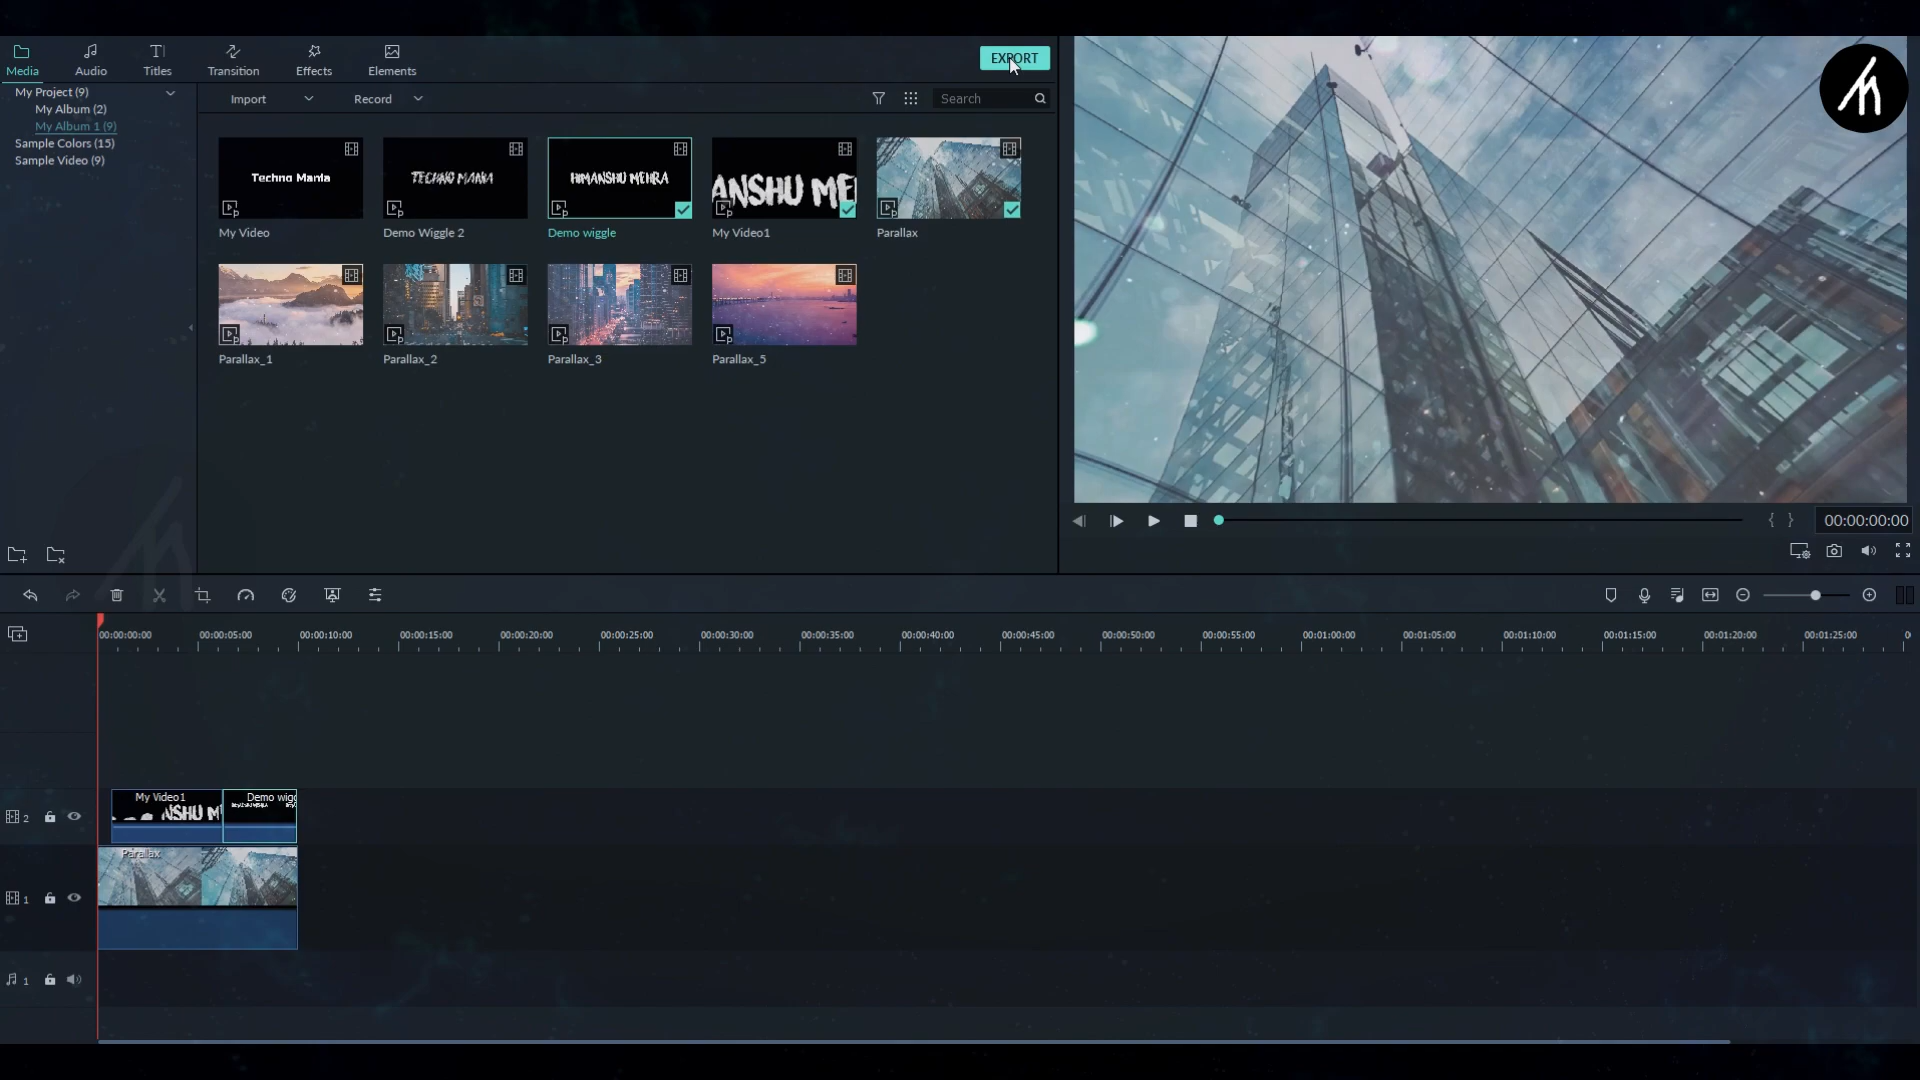 Media
Audio
Titles
Transition
Effects
Elements
EXPORT
My Project (9)
My Album (2)
My Album 1 (9)
Sample Colors (15)
Sample Video (9)
Import
Record
Search
Techno Mania
TECHNO MANIA
HIMANSHU MEHRA
ANSHU ME
My Video
Demo Wiggle 2
Demo wiggle
My Video1
Parallax
Parallax_1
Parallax_2
Parallax_3
Parallax_5
00:00:00:00
00:00:00:00
00:00:05:00
00:00:10:00
00:00:15:00
00:00:20:00
00:00:25:00
00:00:30:00
00:00:35:00
00:00:40:00
00:00:45:00
00:00:50:00
00:00:55:00
00:01:00:00
00:01:05:00
00:01:10:00
00:01:15:00
00:01:20:00
00:01:25:00
My Video1
Demo wigg
NSHU M
2
Parallax
1
1